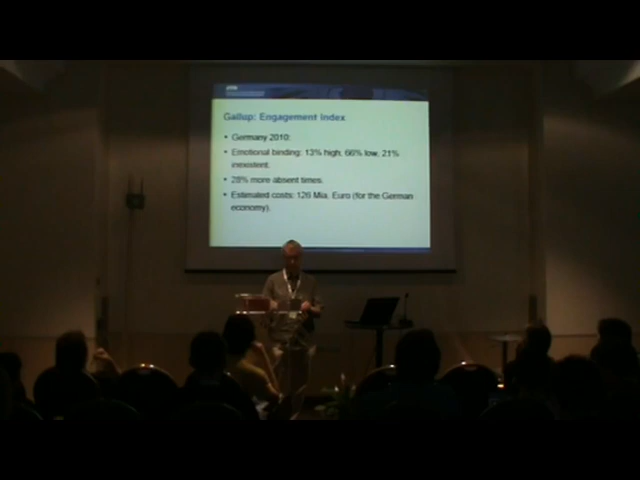 Gallup: Engagement Index
• Germany 2010:
• Emotional binding: 13% high, 66% low, 21%
inexistent.
• 28% more absent times.
• Estimated costs: 126 Mia. Euro (for the German
economy).